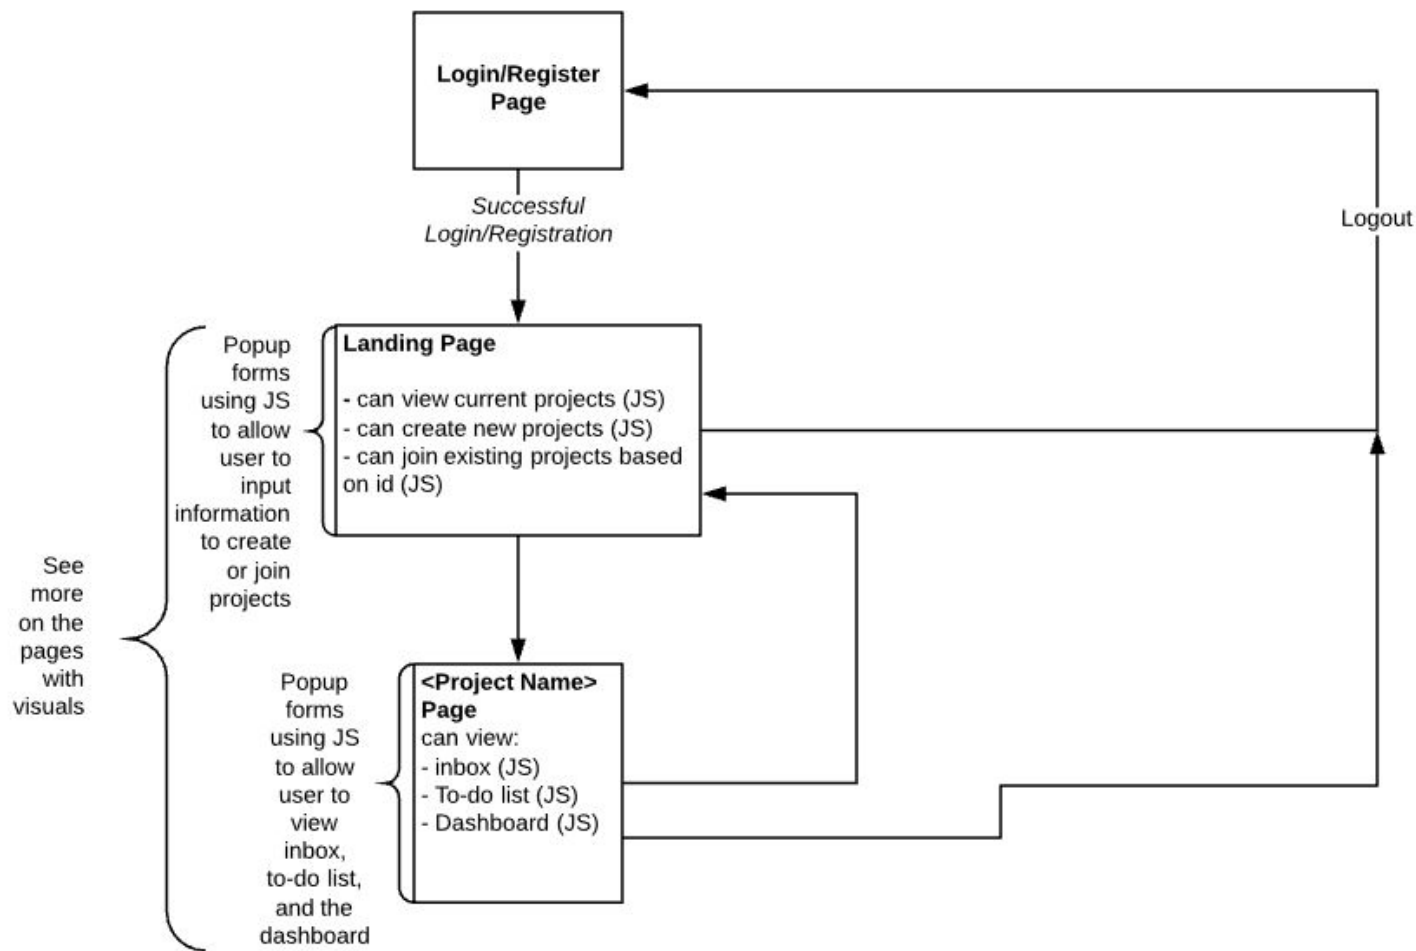 Login/Register
Page
Successful
Login/Registration
Logout
Popup
forms
using JS
to allow
user to
input
information
to create
or join
projects
Landing Page
- can view current projects (JS)
- can create new projects (JS)
- can join existing projects based
on id (JS)
See
more
on the
pages
with
visuals
Popup
forms
using JS
to allow
user to
view
inbox,
to-do list,
and the
dashboard
<Project Name>
Page
can view:
- inbox (JS)
- To-do list (JS)
- Dashboard (JS)